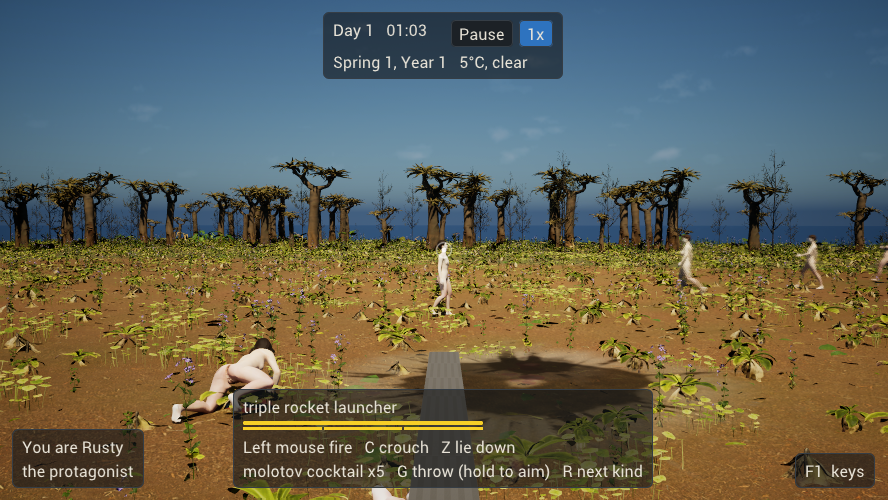 Day 1 01:03 Pause 1x
Spring 1, Year 1 5°C, clear
triple rocket launcher
Left mouse fire C crouch Z lie down
molotov cocktail x5 G throw (hold to aim) R next kind
You are Rusty
the protagonist
F1 keys